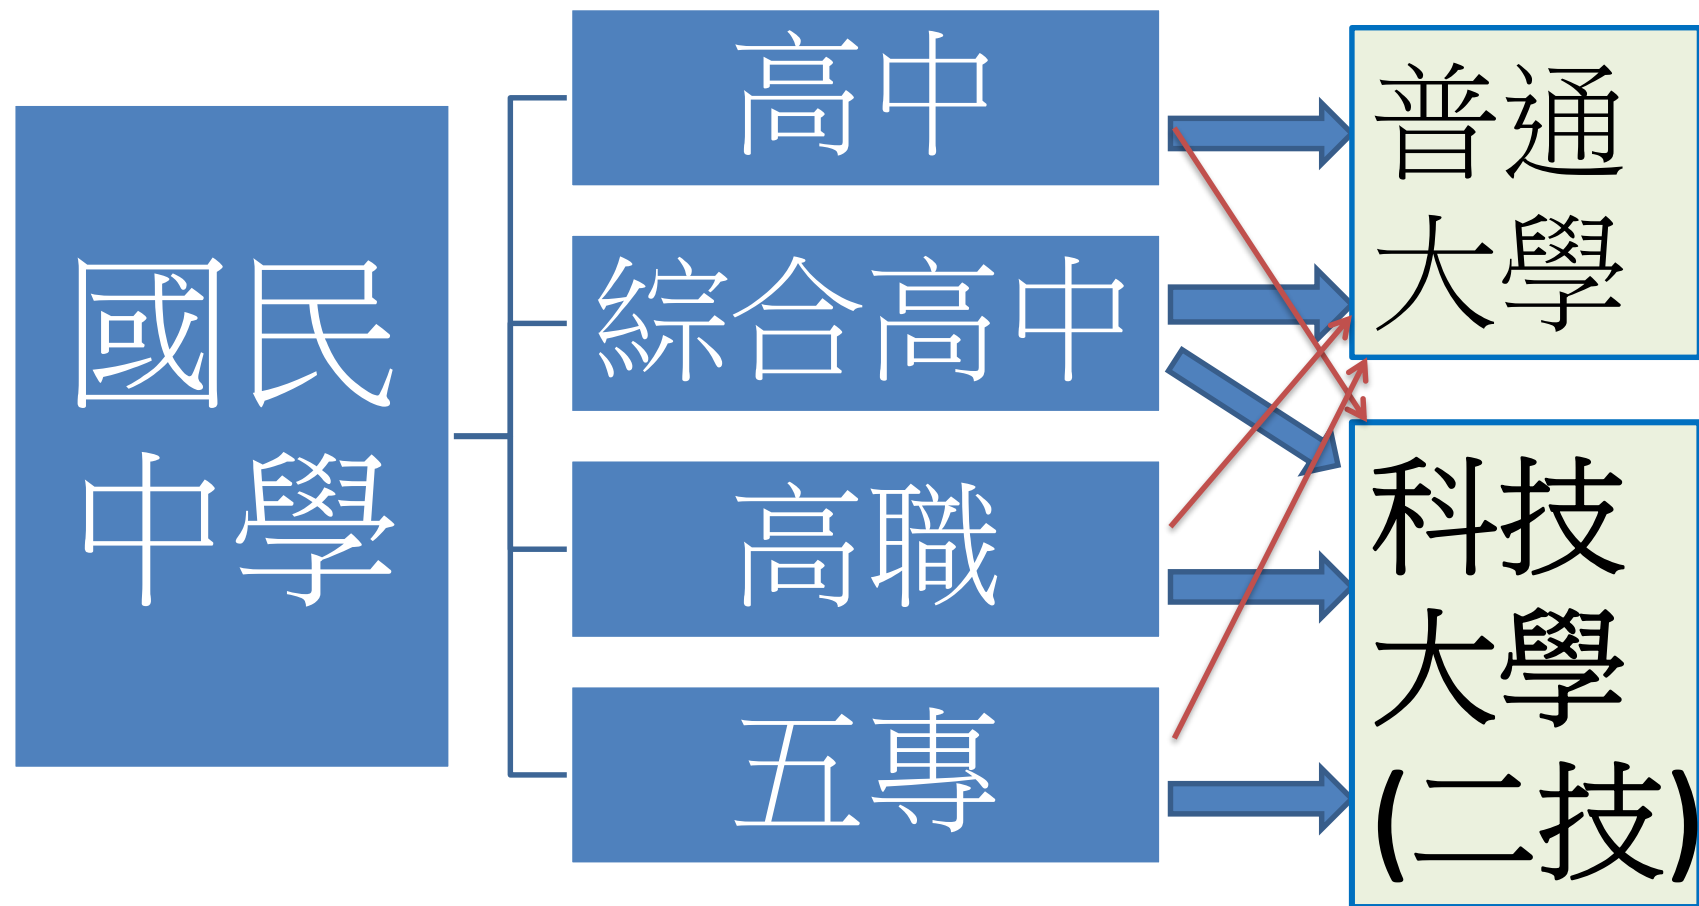 國民
中學
高中
綜合高中
高職
五專
普通
大學
科技
大學
(二技)